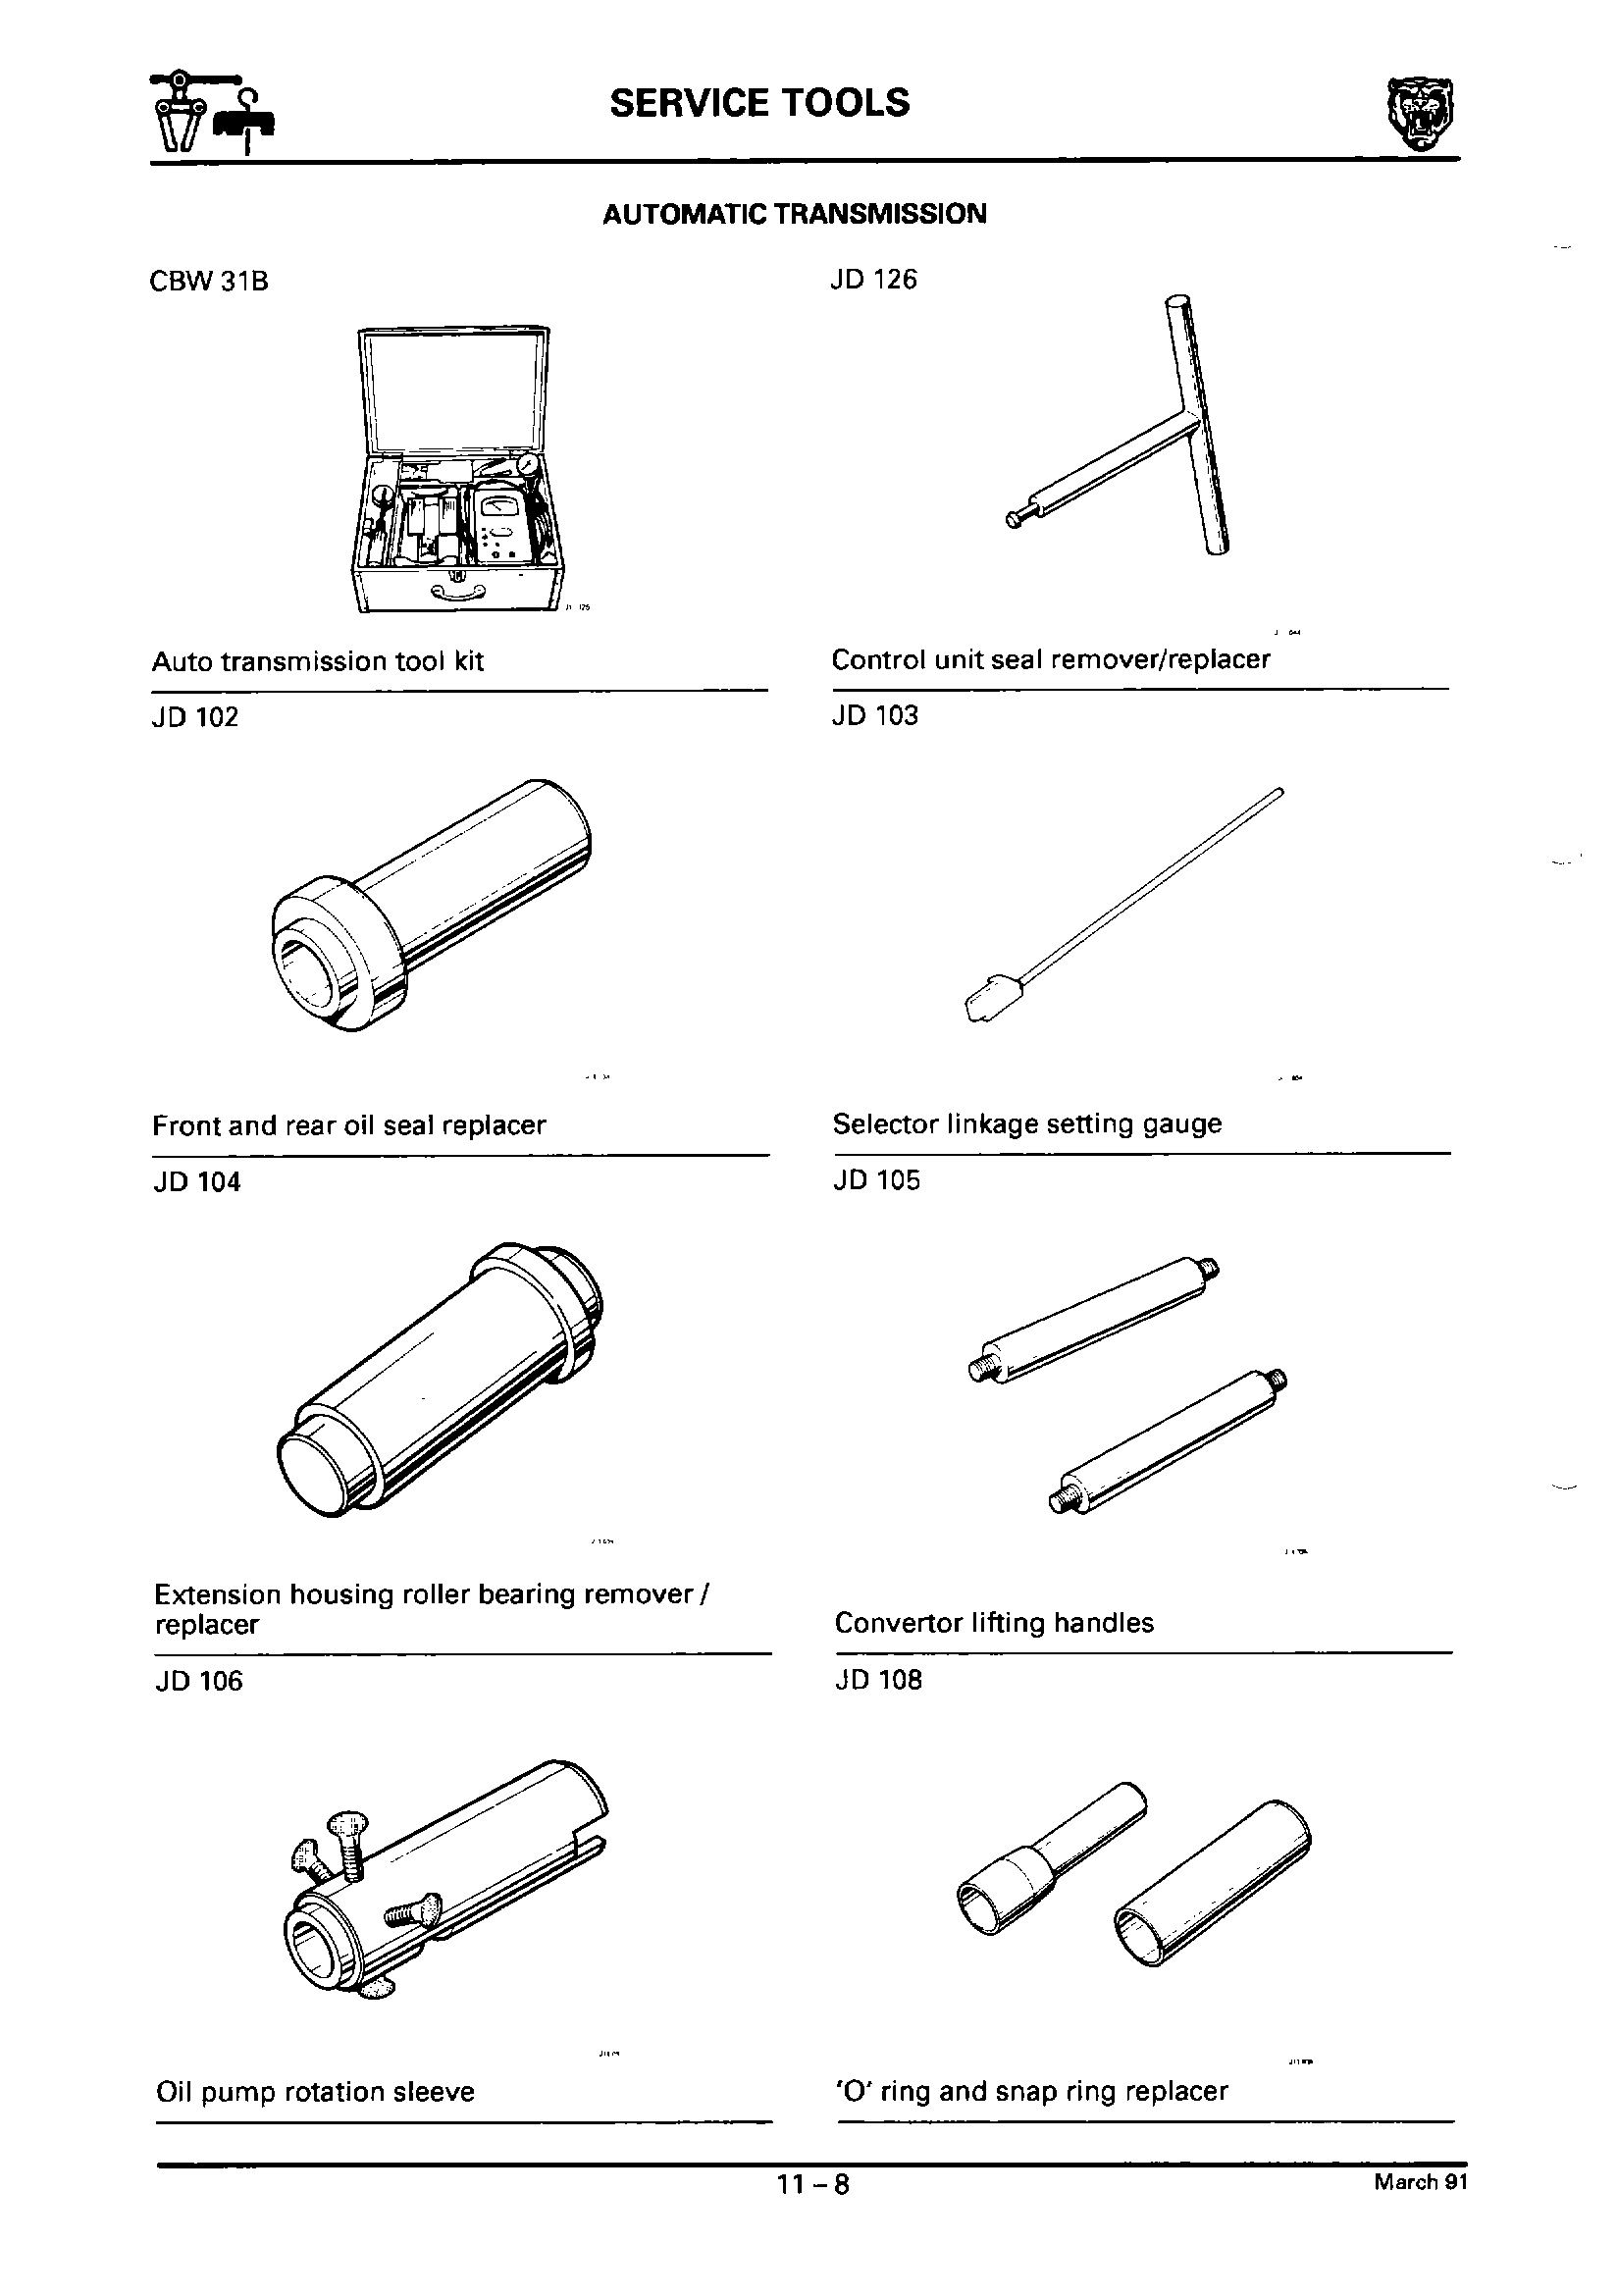 SERVICE TOOLS
AUTOMATIC TRANSMISSION
CBW 31B
JD 126
Auto transmission tool kit
Control unit seal remover/replacer
JD 102
JD 103
Front and rear oil seal replacer
Selector linkage setting gauge
JD 104
JD 105
Extension housing roller bearing remover /
replacer
Convertor lifting handles
JD 106
JD 108
Oil pump rotation sleeve
'O' ring and snap ring replacer
11 – 8
March 91